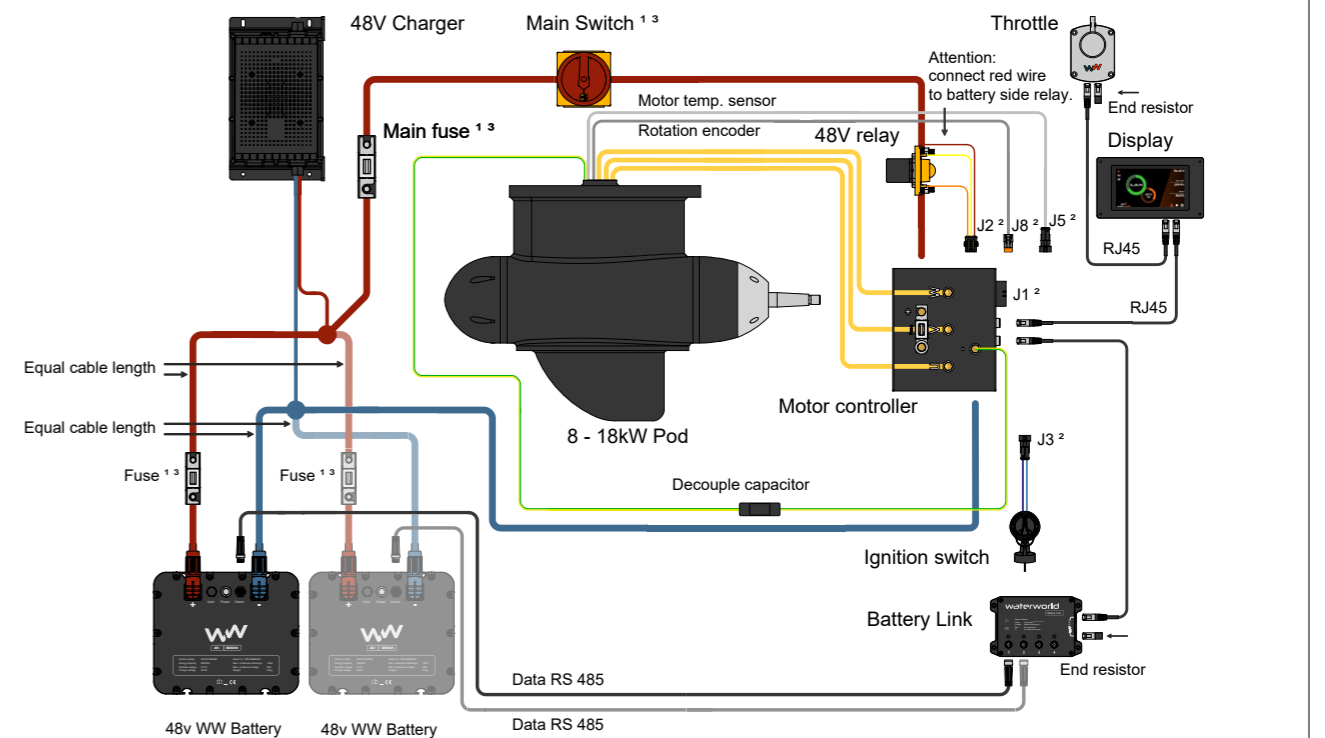 48V Charger
Main Switch ¹ ³
Throttle
Attention:
connect red wire
to battery side relay.
End resistor
Motor temp. sensor
Rotation encoder
Main fuse ¹ ³
48V relay
Display
J2 ²
J8 ²
J5 ²
RJ45
J1 ²
RJ45
Equal cable length
Equal cable length
Motor controller
8 - 18kW Pod
J3 ²
Fuse ¹ ³
Fuse ¹ ³
Decouple capacitor
Ignition switch
+
-
+
-
waterworld
Battery Link
1 2 3 4
End resistor
Data RS 485
Data RS 485
48v WW Battery
48v WW Battery